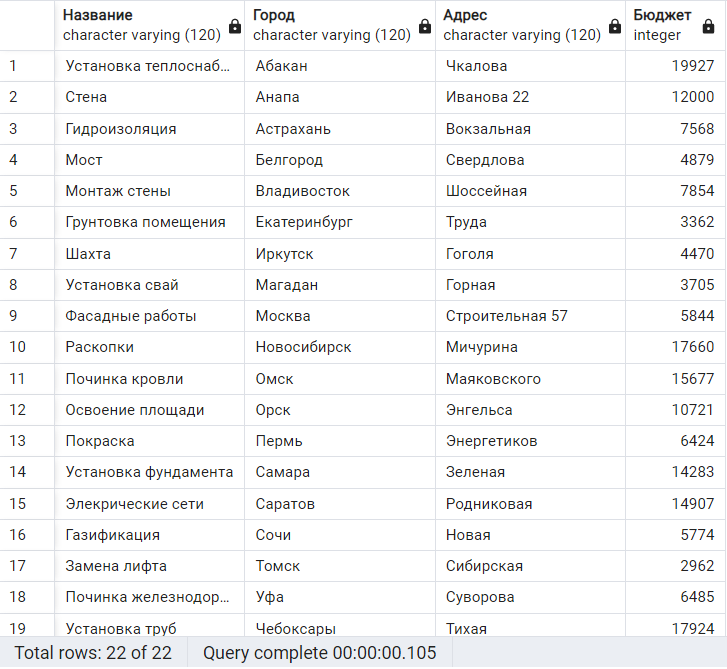 Название Город Адрес Бюджет
character varying (120) character varying (120) character varying (120) integer
1 Установка теплоснаб... Абакан Чкалова 19927
2 Стена Анапа Иванова 22 12000
3 Гидроизоляция Астрахань Вокзальная 7568
4 Мост Белгород Свердлова 4879
5 Монтаж стены Владивосток Шоссейная 7854
6 Грунтовка помещения Екатеринбург Труда 3362
7 Шахта Иркутск Гоголя 4470
8 Установка свай Магадан Горная 3705
9 Фасадные работы Москва Строительная 57 5844
10 Раскопки Новосибирск Мичурина 17660
11 Починка кровли Омск Маяковского 15677
12 Освоение площади Орск Энгельса 10721
13 Покраска Пермь Энергетиков 6424
14 Установка фундамента Самара Зеленая 14283
15 Элекрические сети Саратов Родниковая 14907
16 Газификация Сочи Новая 5774
17 Замена лифта Томск Сибирская 2962
18 Починка железнодор... Уфа Суворова 6485
19 Установка труб Чебоксары Тихая 17924
Total rows: 22 of 22 Query complete 00:00:00.105